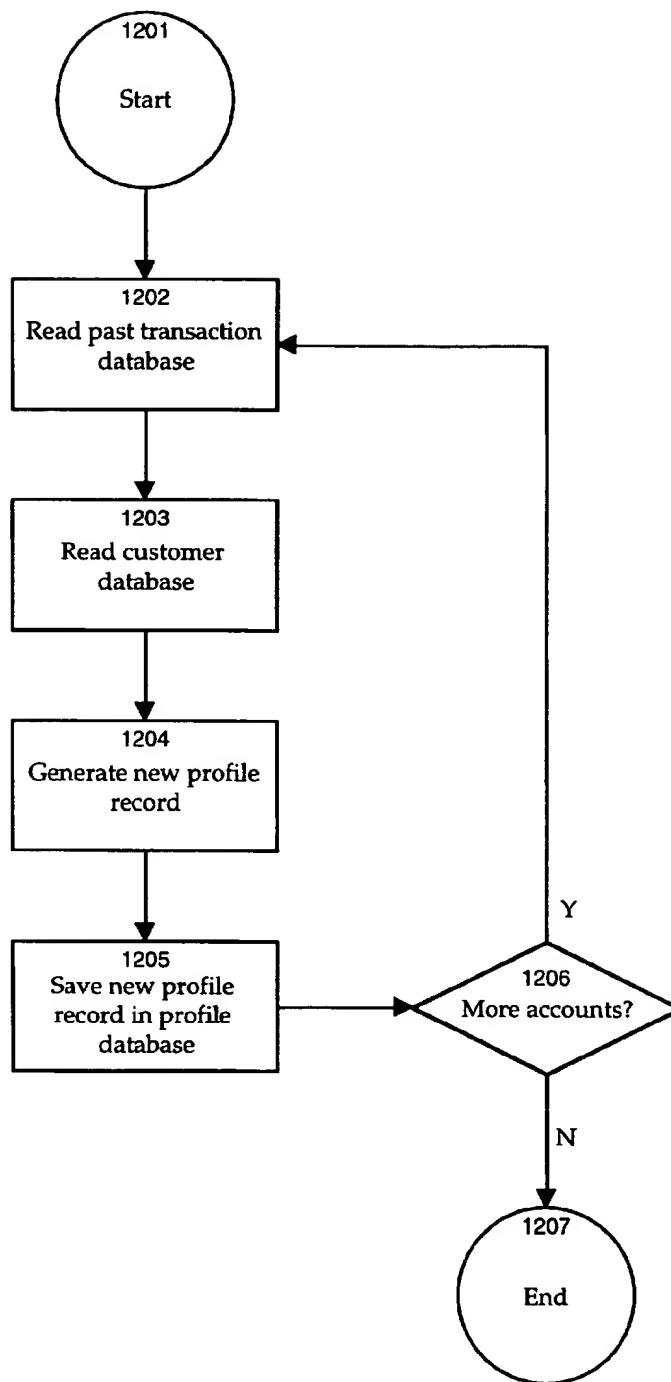 1201
Start
1202
Read past transaction
database
1203
Read customer
database
1204
Generate new profile
record
1205
Save new profile
record in profile
database
Y
1206
More accounts?
N
1207
End